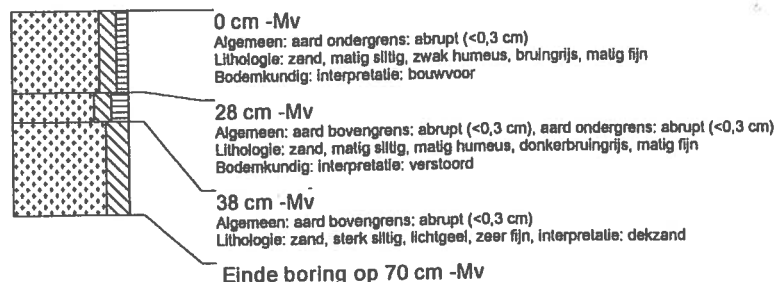 0 cm -Mv
Algemeen: aard ondergrens: abrupt (<0,3 cm)
Lithologie: zand, matig siltig, zwak humeus, bruingrijs, matig fijn
Bodemkundig: interpretatie: bouwvoor
28 cm -Mv
Algemeen: aard bovengrens: abrupt (<0,3 cm), aard ondergrens: abrupt (<0,3 cm)
Lithologie: zand, matig siltig, matig humeus, donkerbruingrijs, matig fijn
Bodemkundig: interpretatie: verstoord
38 cm -Mv
Algemeen: aard bovengrens: abrupt (<0,3 cm)
Lithologie: zand, sterk siltig, lichtgeel, zeer fijn, interpretatie: dekzand
Einde boring op 70 cm -Mv